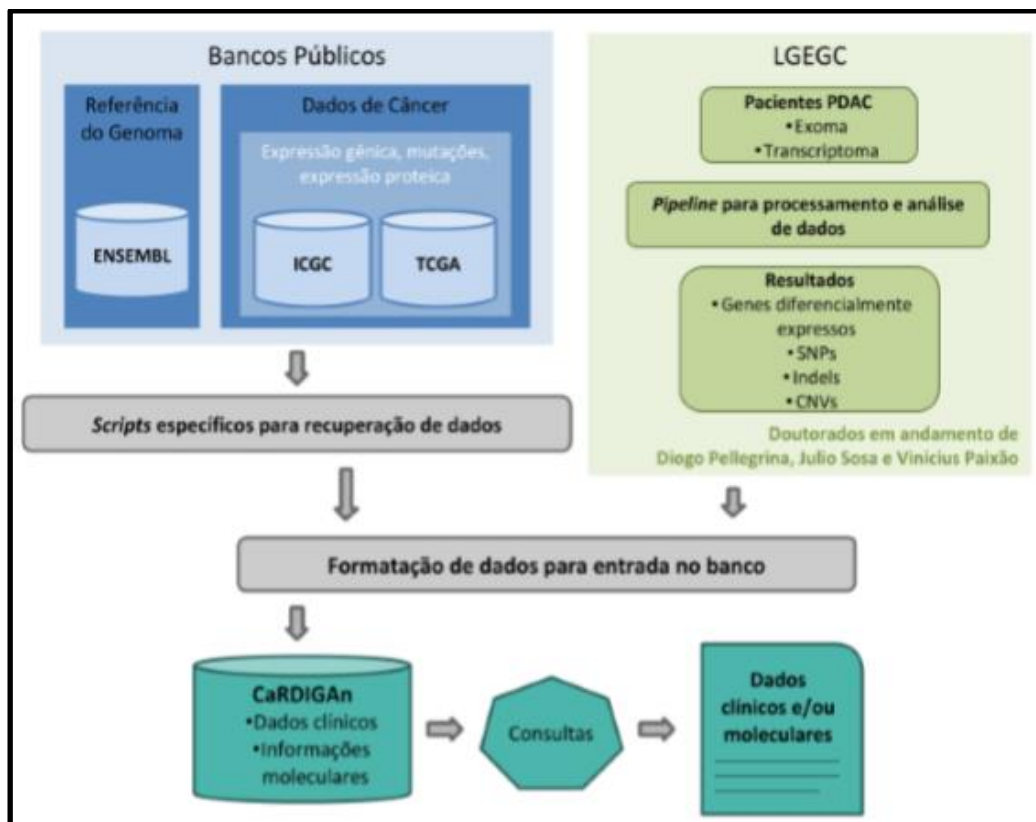 Bancos Públicos
Referência
do Genoma
ENSEMBL
Dados de Câncer
Expressão gênica, mutações,
expressão proteica
ICGC
TCGA
LGEGC
Pacientes PDAC
•Exoma
•Transcriptoma
Pipeline para processamento e análise
de dados
Resultados
•Genes diferencialmente
expressos
•SNPs
•Indels
•CNVs
Doutorados em andamento de
Diogo Pellegrina, Julio Sosa e Vinicius Paixão
Scripts específicos para recuperação de dados
Formatação de dados para entrada no banco
CaRDIGAn
•Dados clínicos
•Informações
moleculares
Consultas
Dados
clínicos e/ou
moleculares